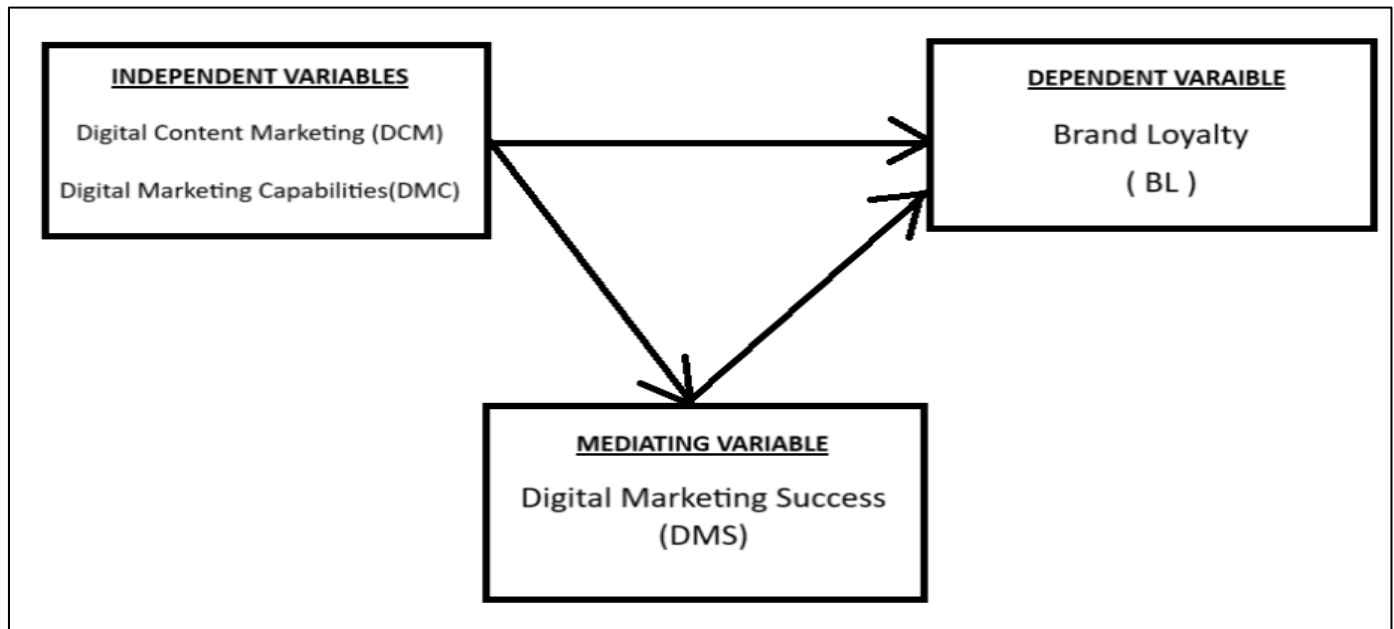 INDEPENDENT VARIABLES
Digital Content Marketing (DCM)
Digital Marketing Capabilities(DMC)
DEPENDENT VARAIBLE
Brand Loyalty
( BL )
MEDIATING VARIABLE
Digital Marketing Success
(DMS)